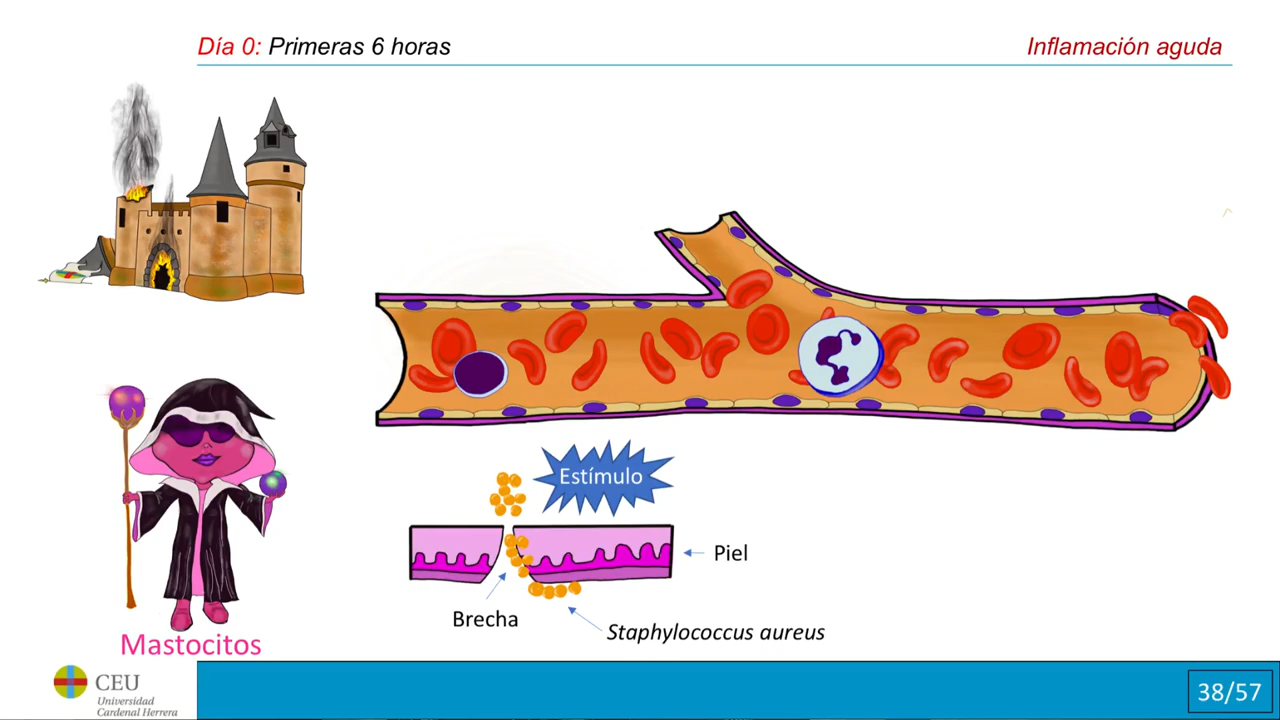 Día 0: Primeras 6 horas
Inflamación aguda
Estímulo
Piel
Brecha
Staphylococcus aureus
Mastocitos
CEU
Universidad
Cardenal Herrera
38/57